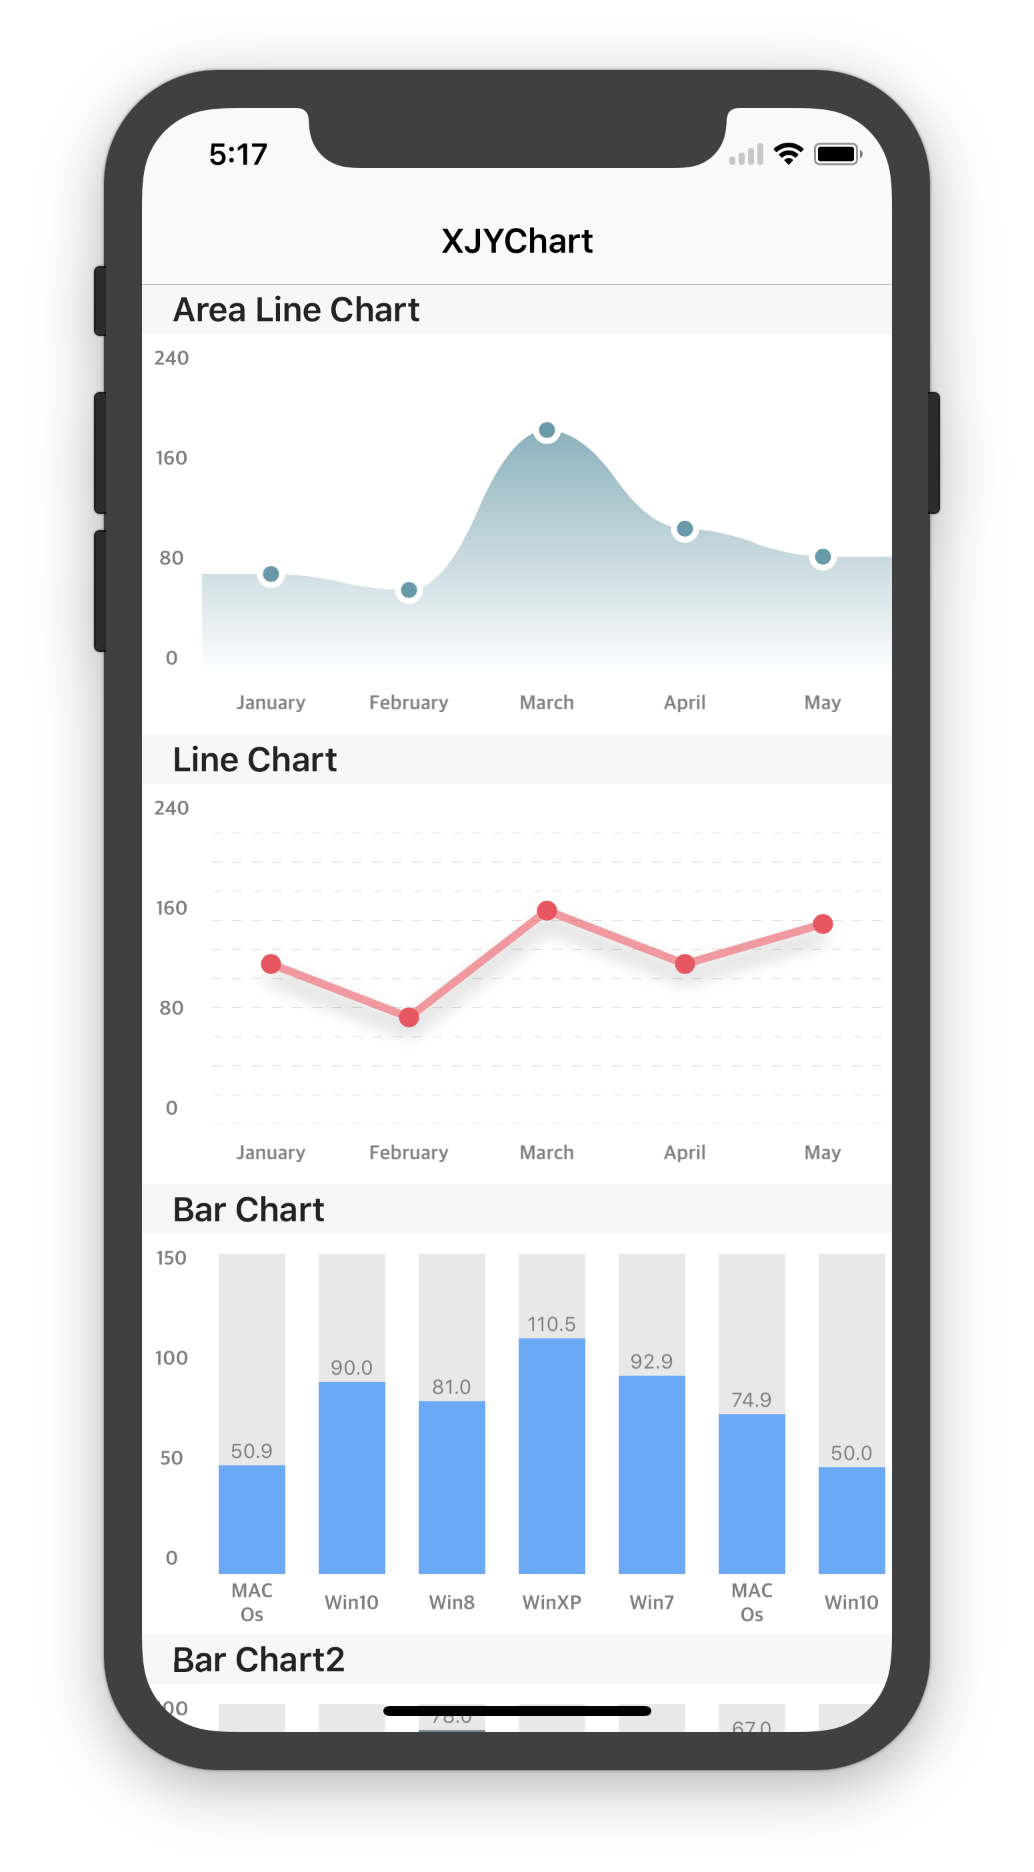 5:17
XJYChart
Area Line Chart
240
160
80
0
January February March April May
Line Chart
240
160
80
0
January February March April May
Bar Chart
150
100
50
0
50.9 90.0 81.0 110.5 92.9 74.9 50.0
MAC Os Win10 Win8 WinXP Win7 MAC Os Win10
Bar Chart2
78.0 67.0